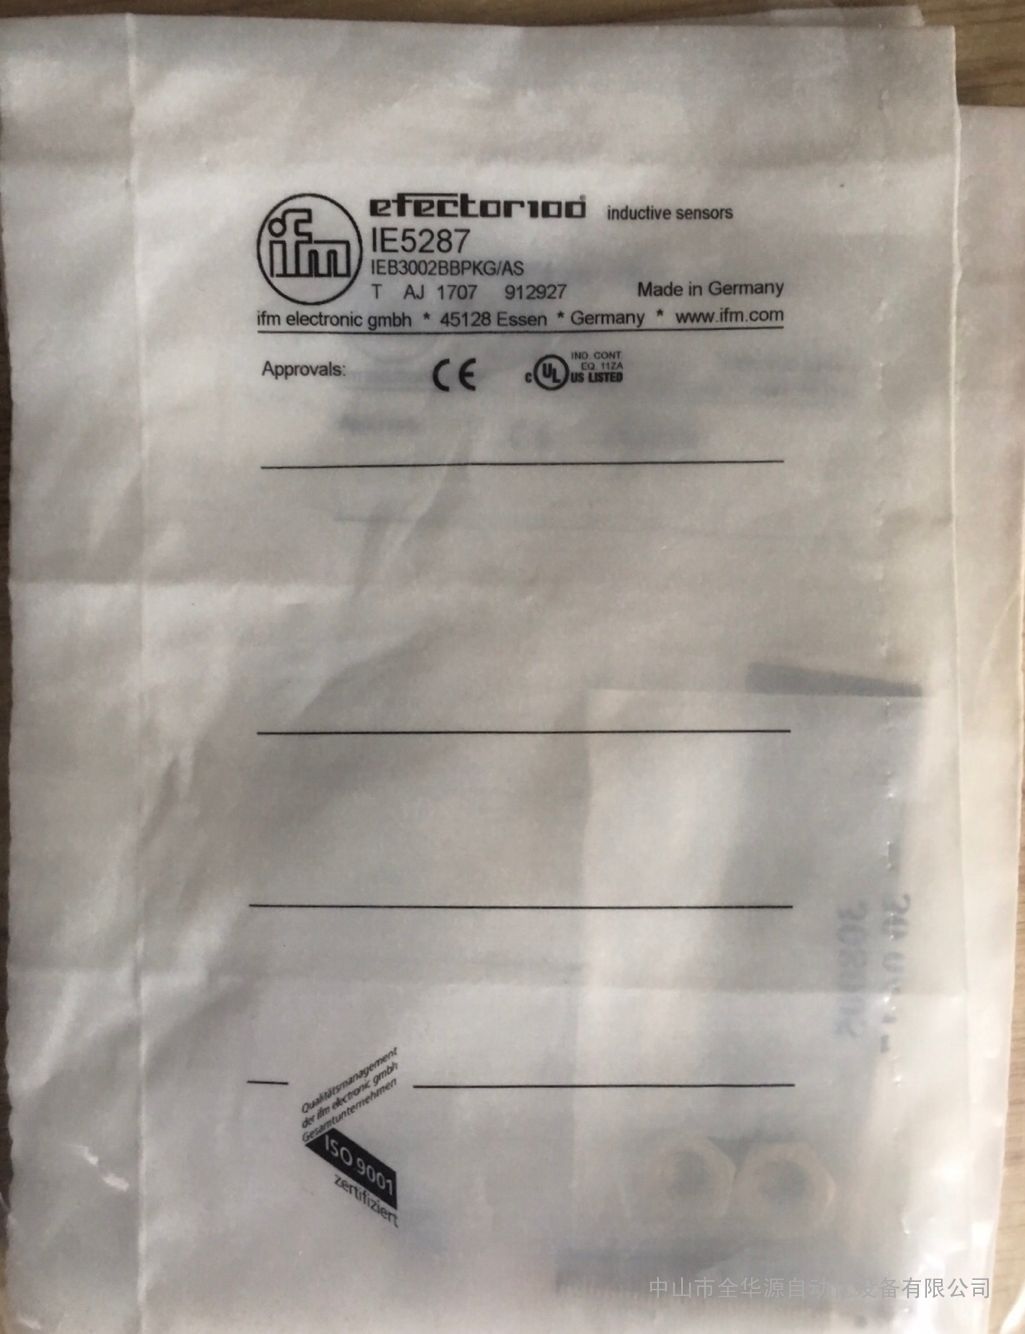 ifm
efector100 inductive sensors
IE5287
IEB3002BBPKG/AS
T AJ 1707 912927 Made in Germany
ifm electronic gmbh * 45128 Essen * Germany * www.ifm.com
Approvals: CE c UL US LISTED
IND. CONT
EQ. 11ZA
Qualitätsmanagement
der ifm electronic gmbh
Gesamtunternehmen
ISO 9001
zertifiziert
中山市全华源自动化设备有限公司